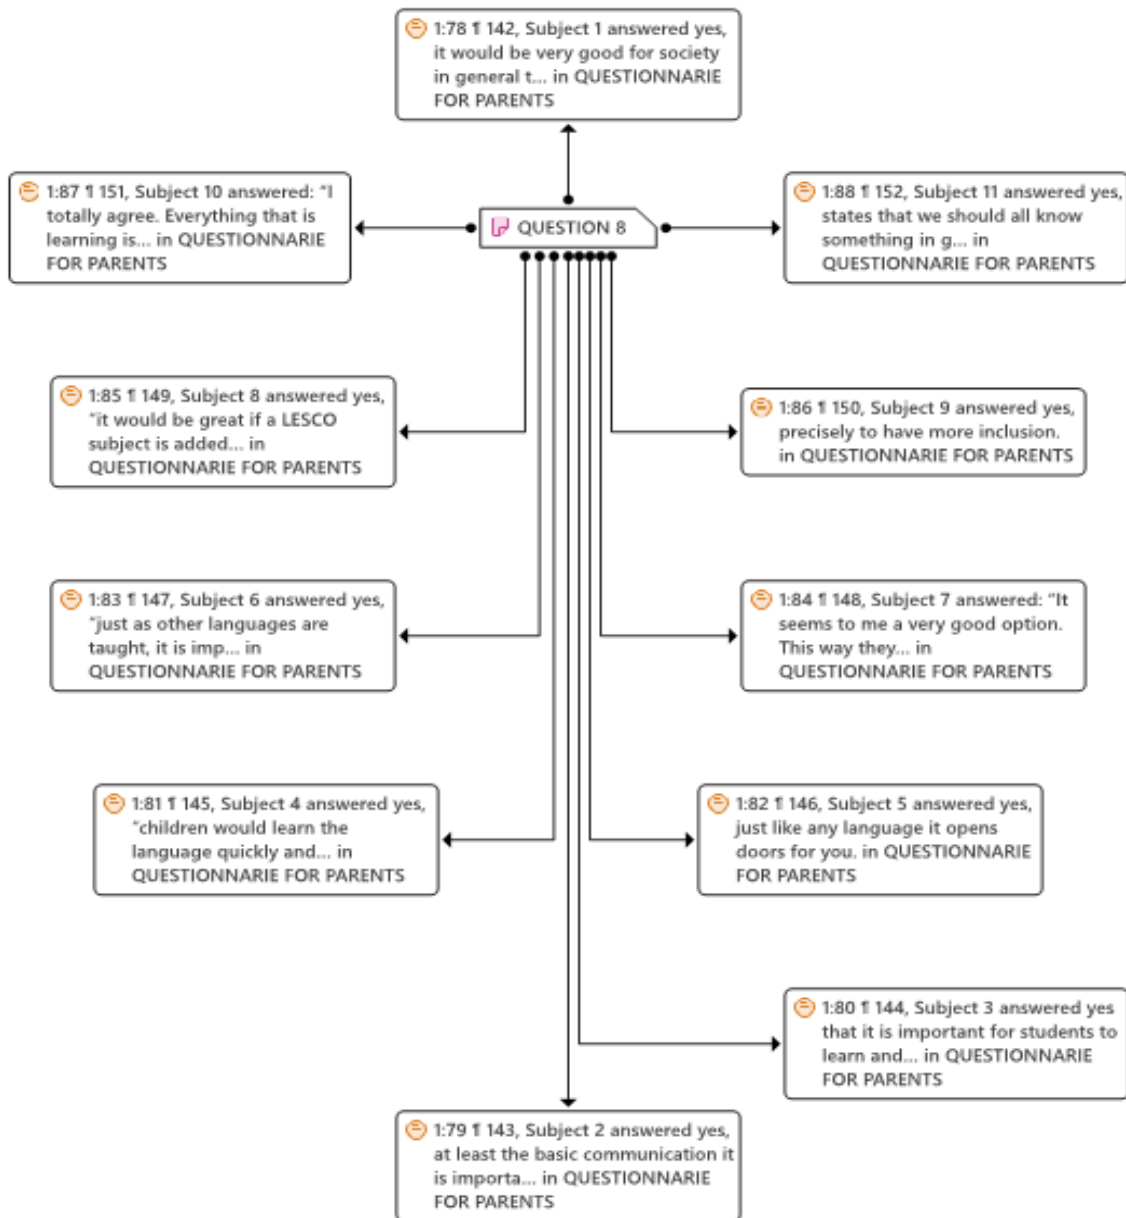 1:78 ¶ 142, Subject 1 answered yes,
it would be very good for society
in general t... in QUESTIONNARIE
FOR PARENTS
1:87 ¶ 151, Subject 10 answered: "I
totally agree. Everything that is
learning is... in QUESTIONNARIE
FOR PARENTS
QUESTION 8
1:88 ¶ 152, Subject 11 answered yes,
states that we should all know
something in g... in
QUESTIONNARIE FOR PARENTS
1:85 ¶ 149, Subject 8 answered yes,
"it would be great if a LESCO
subject is added... in
QUESTIONNARIE FOR PARENTS
1:86 ¶ 150, Subject 9 answered yes,
precisely to have more inclusion.
in QUESTIONNARIE FOR PARENTS
1:83 ¶ 147, Subject 6 answered yes,
"just as other languages are
taught, it is imp... in
QUESTIONNARIE FOR PARENTS
1:84 ¶ 148, Subject 7 answered: "It
seems to me a very good option.
This way they... in
QUESTIONNARIE FOR PARENTS
1:81 ¶ 145, Subject 4 answered yes,
"children would learn the
language quickly and... in
QUESTIONNARIE FOR PARENTS
1:82 ¶ 146, Subject 5 answered yes,
just like any language it opens
doors for you. in QUESTIONNARIE
FOR PARENTS
1:80 ¶ 144, Subject 3 answered yes
that it is important for students to
learn and... in QUESTIONNARIE
FOR PARENTS
1:79 ¶ 143, Subject 2 answered yes,
at least the basic communication it
is importa... in QUESTIONNARIE
FOR PARENTS